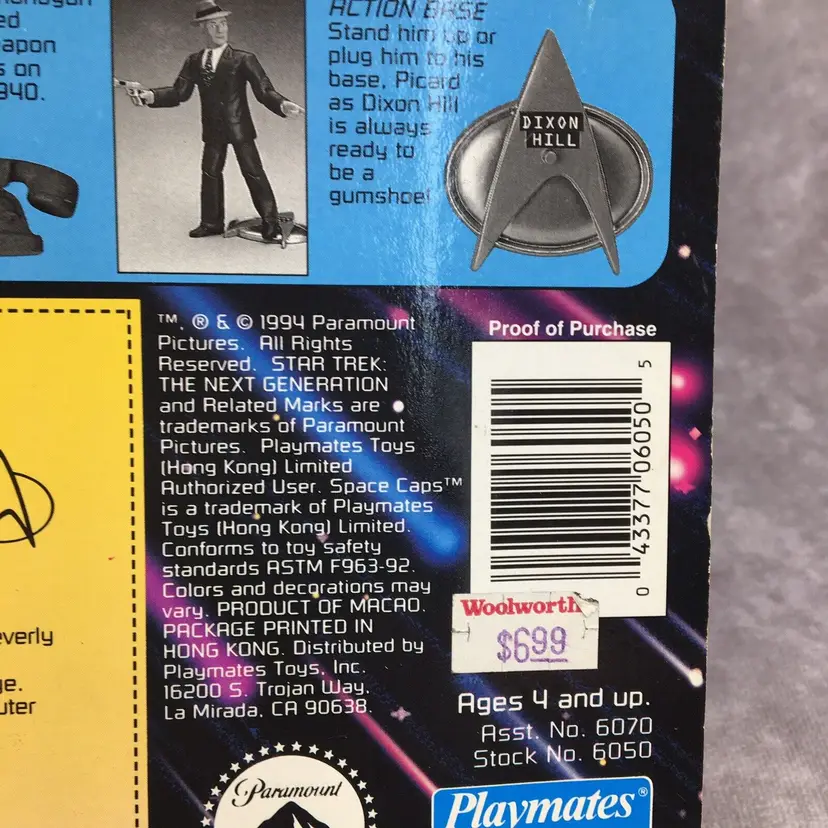 ed
apon
s on
940.
ACTION BASE
Stand him up or
plug him to his
base, Picard
as Dixon Hill
is always
ready to
be a
gumshoe!
DIXON
HILL
™, ® & © 1994 Paramount
Pictures. All Rights
Reserved. STAR TREK:
THE NEXT GENERATION
and Related Marks are
trademarks of Paramount
Pictures. Playmates Toys
(Hong Kong) Limited
Authorized User. Space Caps™
is a trademark of Playmates
Toys (Hong Kong) Limited.
Conforms to toy safety
standards ASTM F963-92.
Colors and decorations may
vary. PRODUCT OF MACAO.
PACKAGE PRINTED IN
HONG KONG. Distributed by
Playmates Toys, Inc.
16200 S. Trojan Way,
La Mirada, CA 90638.
Proof of Purchase
0 43377 06050 5
Woolworth
$6.99
Ages 4 and up.
Asst. No. 6070
Stock No. 6050
everly
ge.
uter
Paramount
Playmates®